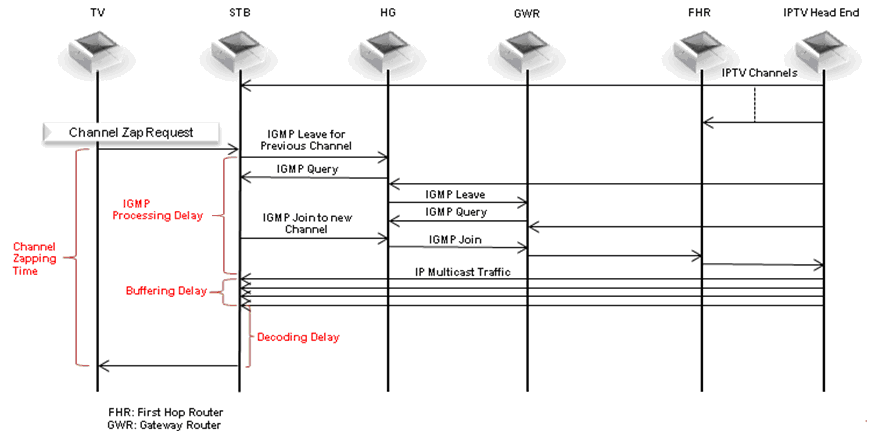 TV
STB
HG
GWR
FHR
IPTV Head End
IPTV Channels
Channel Zap Request
IGMP Leave for
Previous Channel
IGMP Query
IGMP Leave
IGMP
Processing Delay
IGMP Query
IGMP Join to new
Channel
IGMP Join
Channel
Zapping
Time
IP Multicast Traffic
Buffering Delay
Decoding Delay
FHR: First Hop Router
GWR: Gateway Router